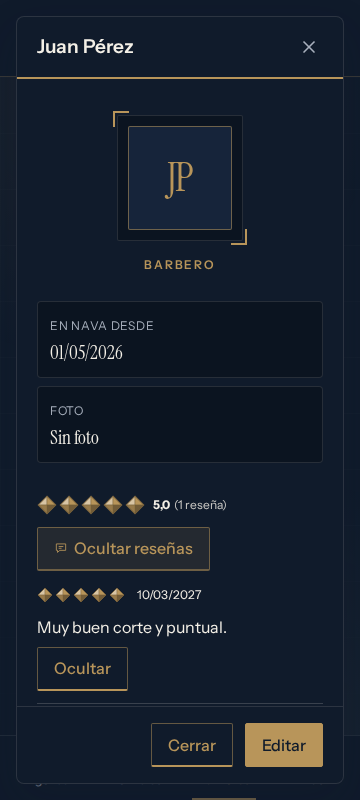 Juan Pérez
JP
BARBERO
EN NAVA DESDE
01/05/2026
FOTO
Sin foto
5,0 (1 reseña)
Ocultar reseñas
10/03/2027
Muy buen corte y puntual.
Ocultar
Cerrar
Editar